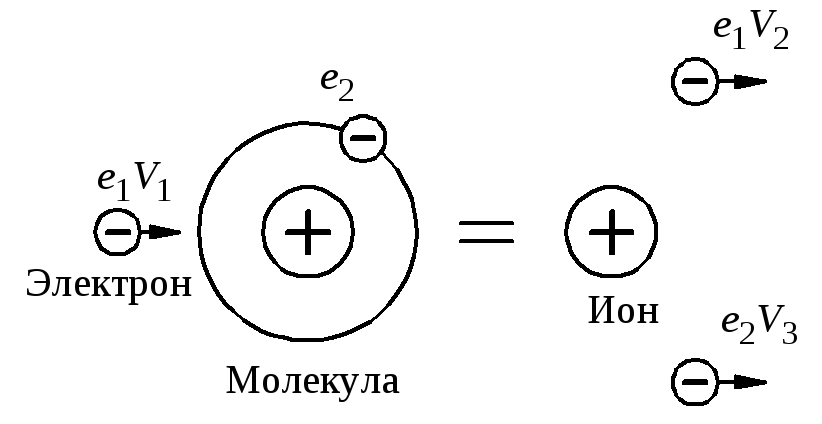 e₁V₂
e₂
e₁V₁
Электрон
Ион
e₂V₃
Молекула